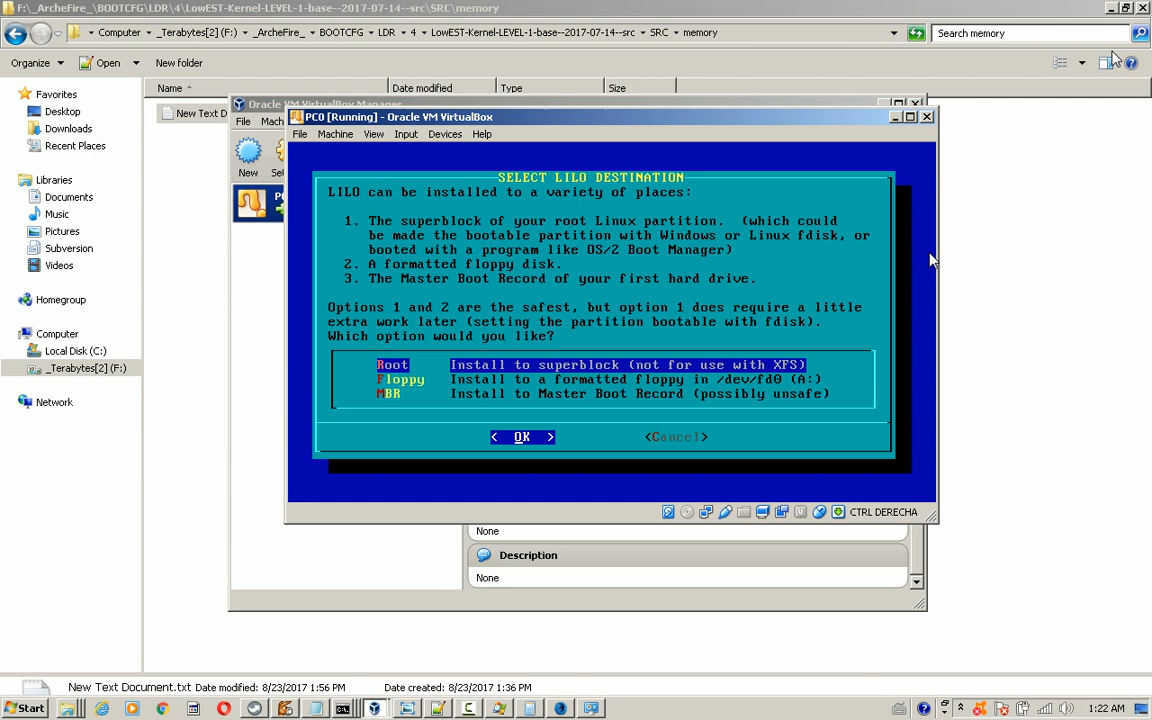 F:\_ArcheFire_\BOOTCFG\LDR\4\LowEST-Kernel-LEVEL-1-base--2017-07-14--src\SRC\memory
Computer _Terabytes[2] (F:) _ArcheFire_ BOOTCFG LDR 4 LowEST-Kernel-LEVEL-1-base--2017-07-14--src SRC memory
Search memory
Organize Open New folder
Favorites
Desktop
Downloads
Recent Places
Libraries
Documents
Music
Pictures
Subversion
Videos
Homegroup
Computer
Local Disk (C:)
_Terabytes[2] (F:)
Network
Name Date modified Type Size
New Text D
Oracle VM VirtualBox Manager
File Mach
New Set
PC
PC0 [Running] - Oracle VM VirtualBox
File Machine View Input Devices Help
SELECT LILO DESTINATION
LILO can be installed to a variety of places:
1. The superblock of your root Linux partition. (which could
be made the bootable partition with Windows or Linux fdisk, or
booted with a program like OS/2 Boot Manager)
2. A formatted floppy disk.
3. The Master Boot Record of your first hard drive.
Options 1 and 2 are the safest, but option 1 does require a little
extra work later (setting the partition bootable with fdisk).
Which option would you like?
Root Install to superblock (not for use with XFS)
Floppy Install to a formatted floppy in /dev/fd0 (A:)
MBR Install to Master Boot Record (possibly unsafe)
< OK > <Cancel>
CTRL DERECHA
None
Description
None
New Text Document.txt Date modified: 8/23/2017 1:56 PM Date created: 8/23/2017 1:36 PM
Start
1:22 AM